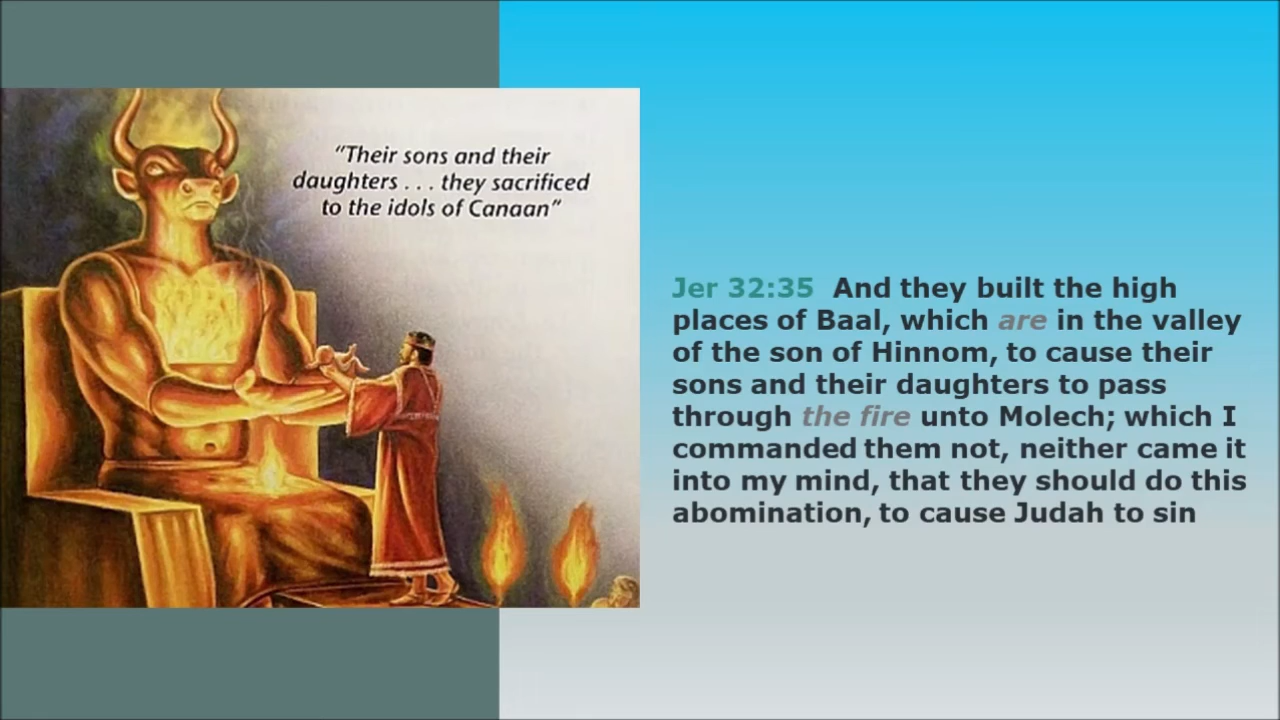 “Their sons and their
daughters . . . they sacrificed
to the idols of Canaan”
Jer 32:35 And they built the high
places of Baal, which are in the valley
of the son of Hinnom, to cause their
sons and their daughters to pass
through the fire unto Molech; which I
commanded them not, neither came it
into my mind, that they should do this
abomination, to cause Judah to sin